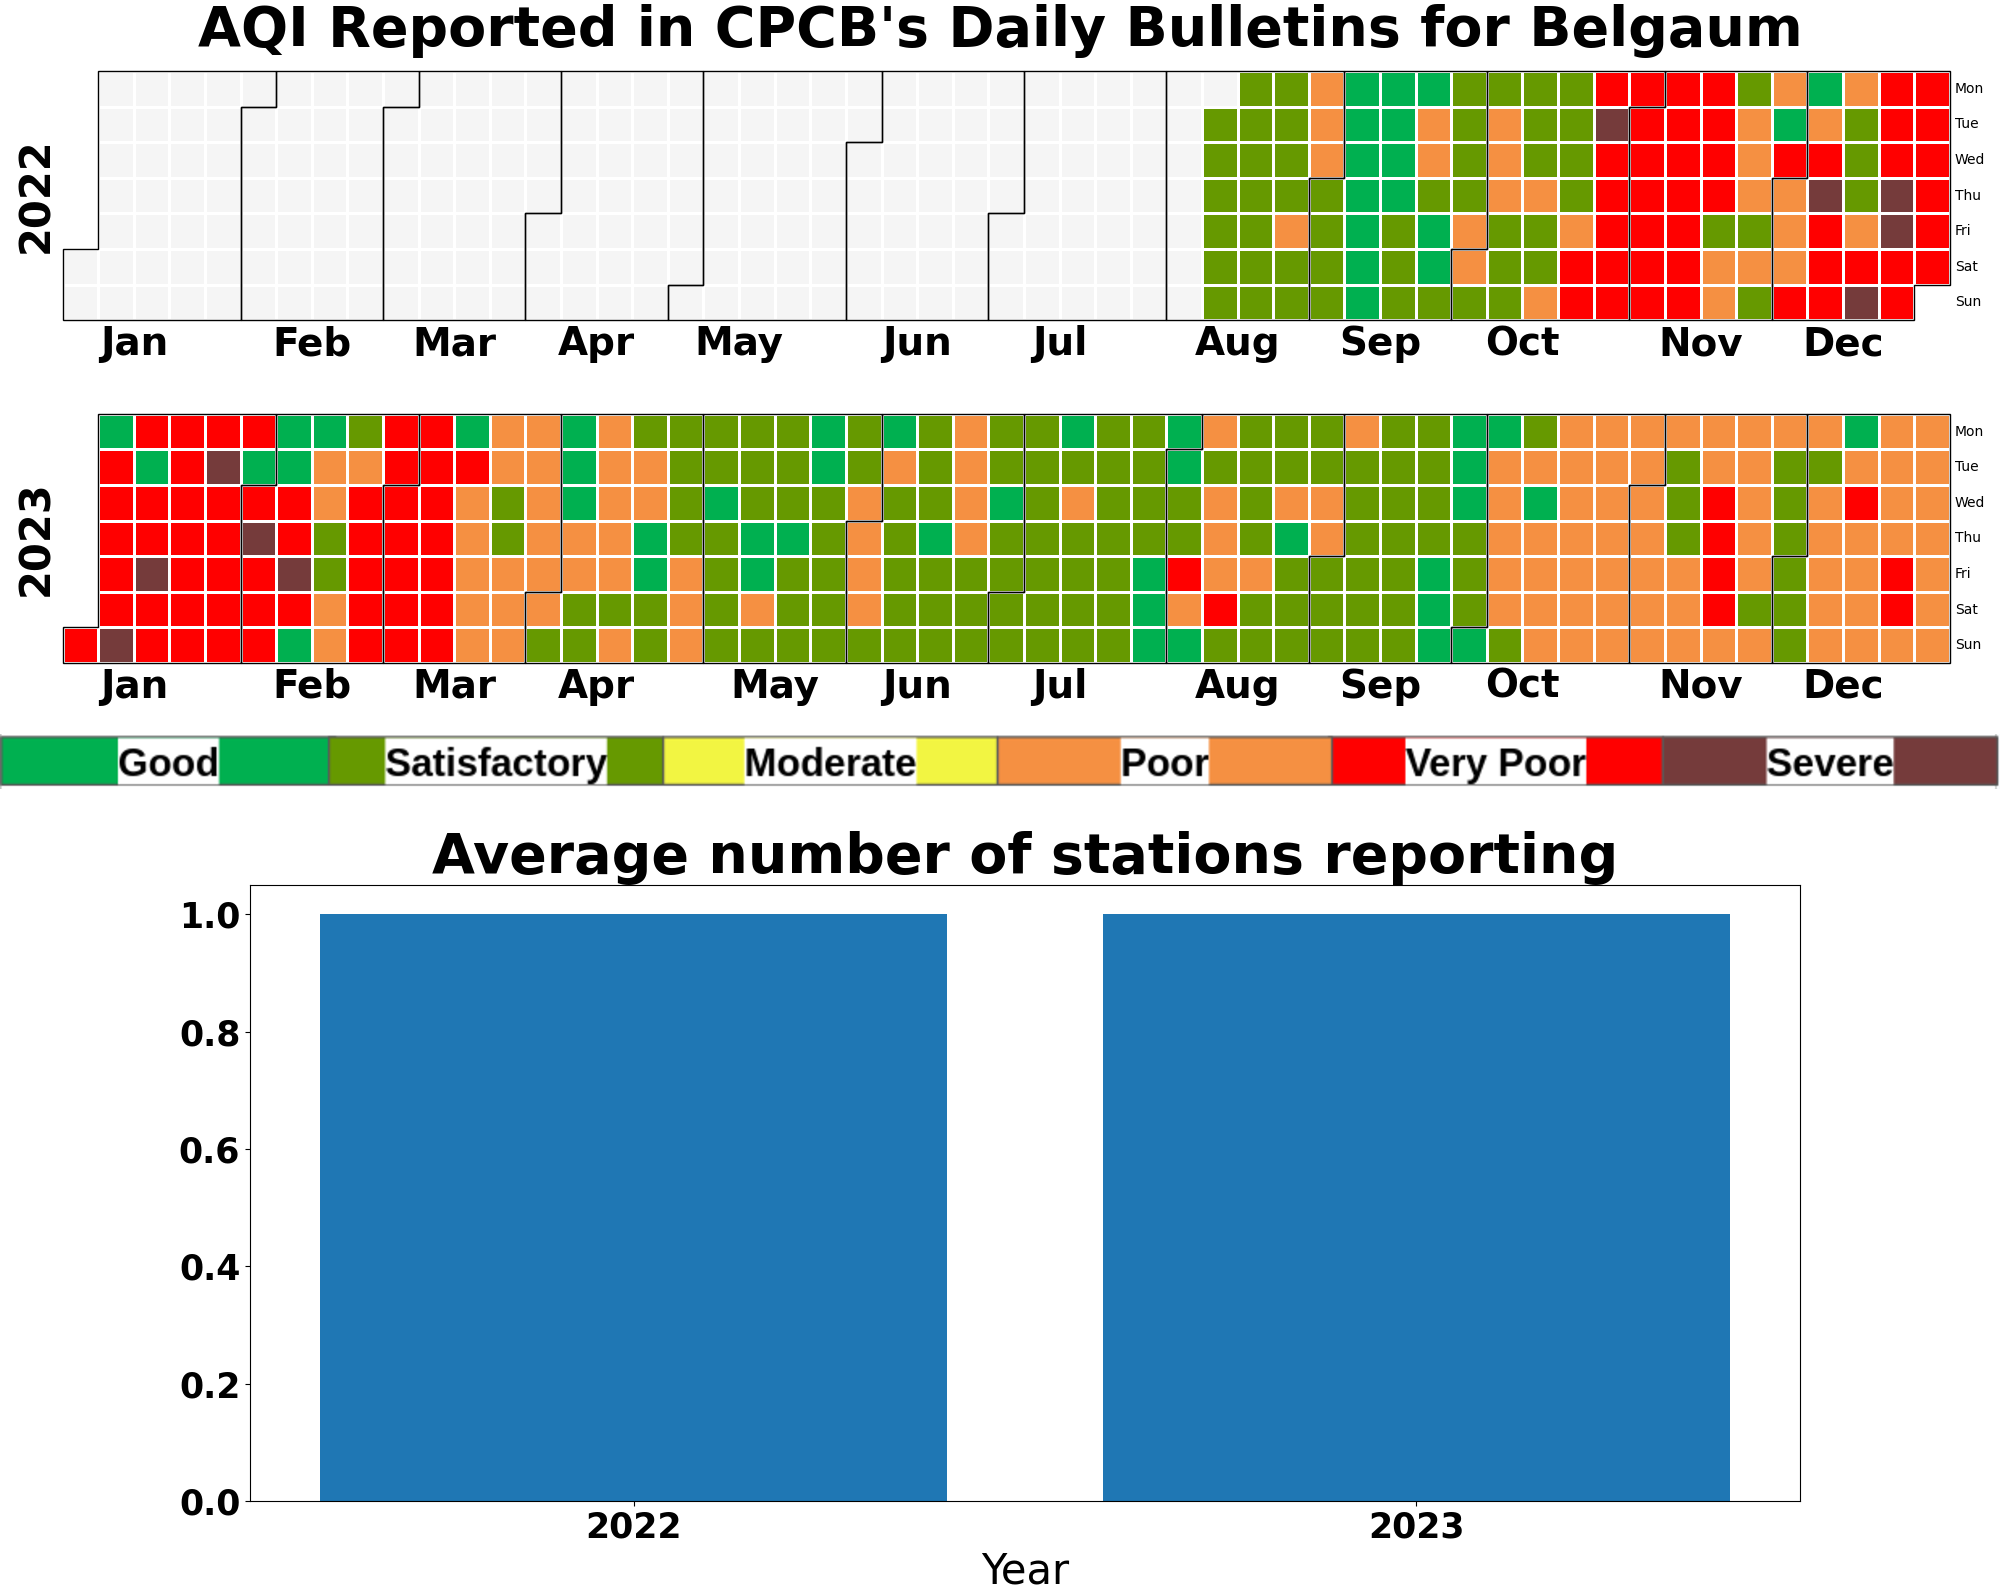 AQI Reported in CPCB's Daily Bulletins for Belgaum
2022
Mon
Tue
Wed
Thu
Fri
Sat
Sun
Jan Feb Mar Apr May Jun Jul Aug Sep Oct Nov Dec
2023
Mon
Tue
Wed
Thu
Fri
Sat
Sun
Jan Feb Mar Apr May Jun Jul Aug Sep Oct Nov Dec
Good Satisfactory Moderate Poor Very Poor Severe
Average number of stations reporting
1.0
0.8
0.6
0.4
0.2
0.0
2022 2023
Year